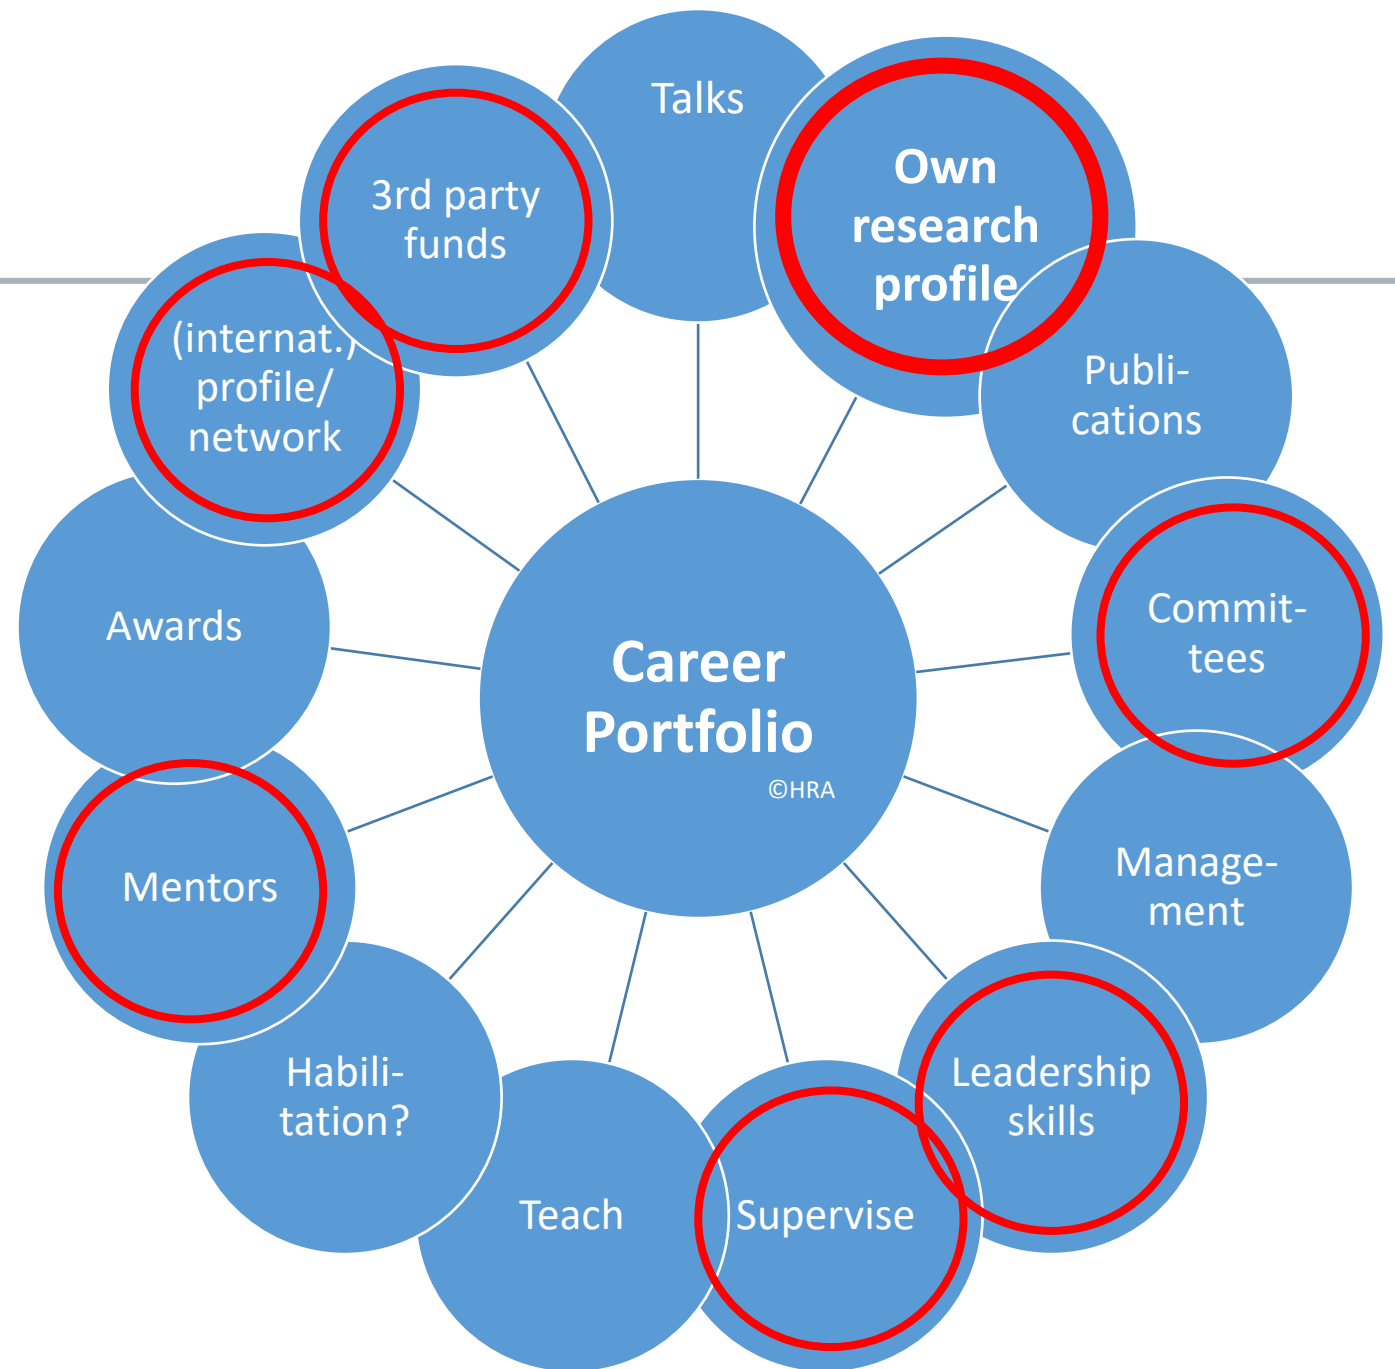 Talks
Own
research
profile
Publi-
cations
Commit-
tees
Manage-
ment
Leadership
skills
Supervise
Teach
Habili-
tation?
Mentors
Awards
(internat.)
profile/
network
3rd party
funds
Career
Portfolio
©HRA